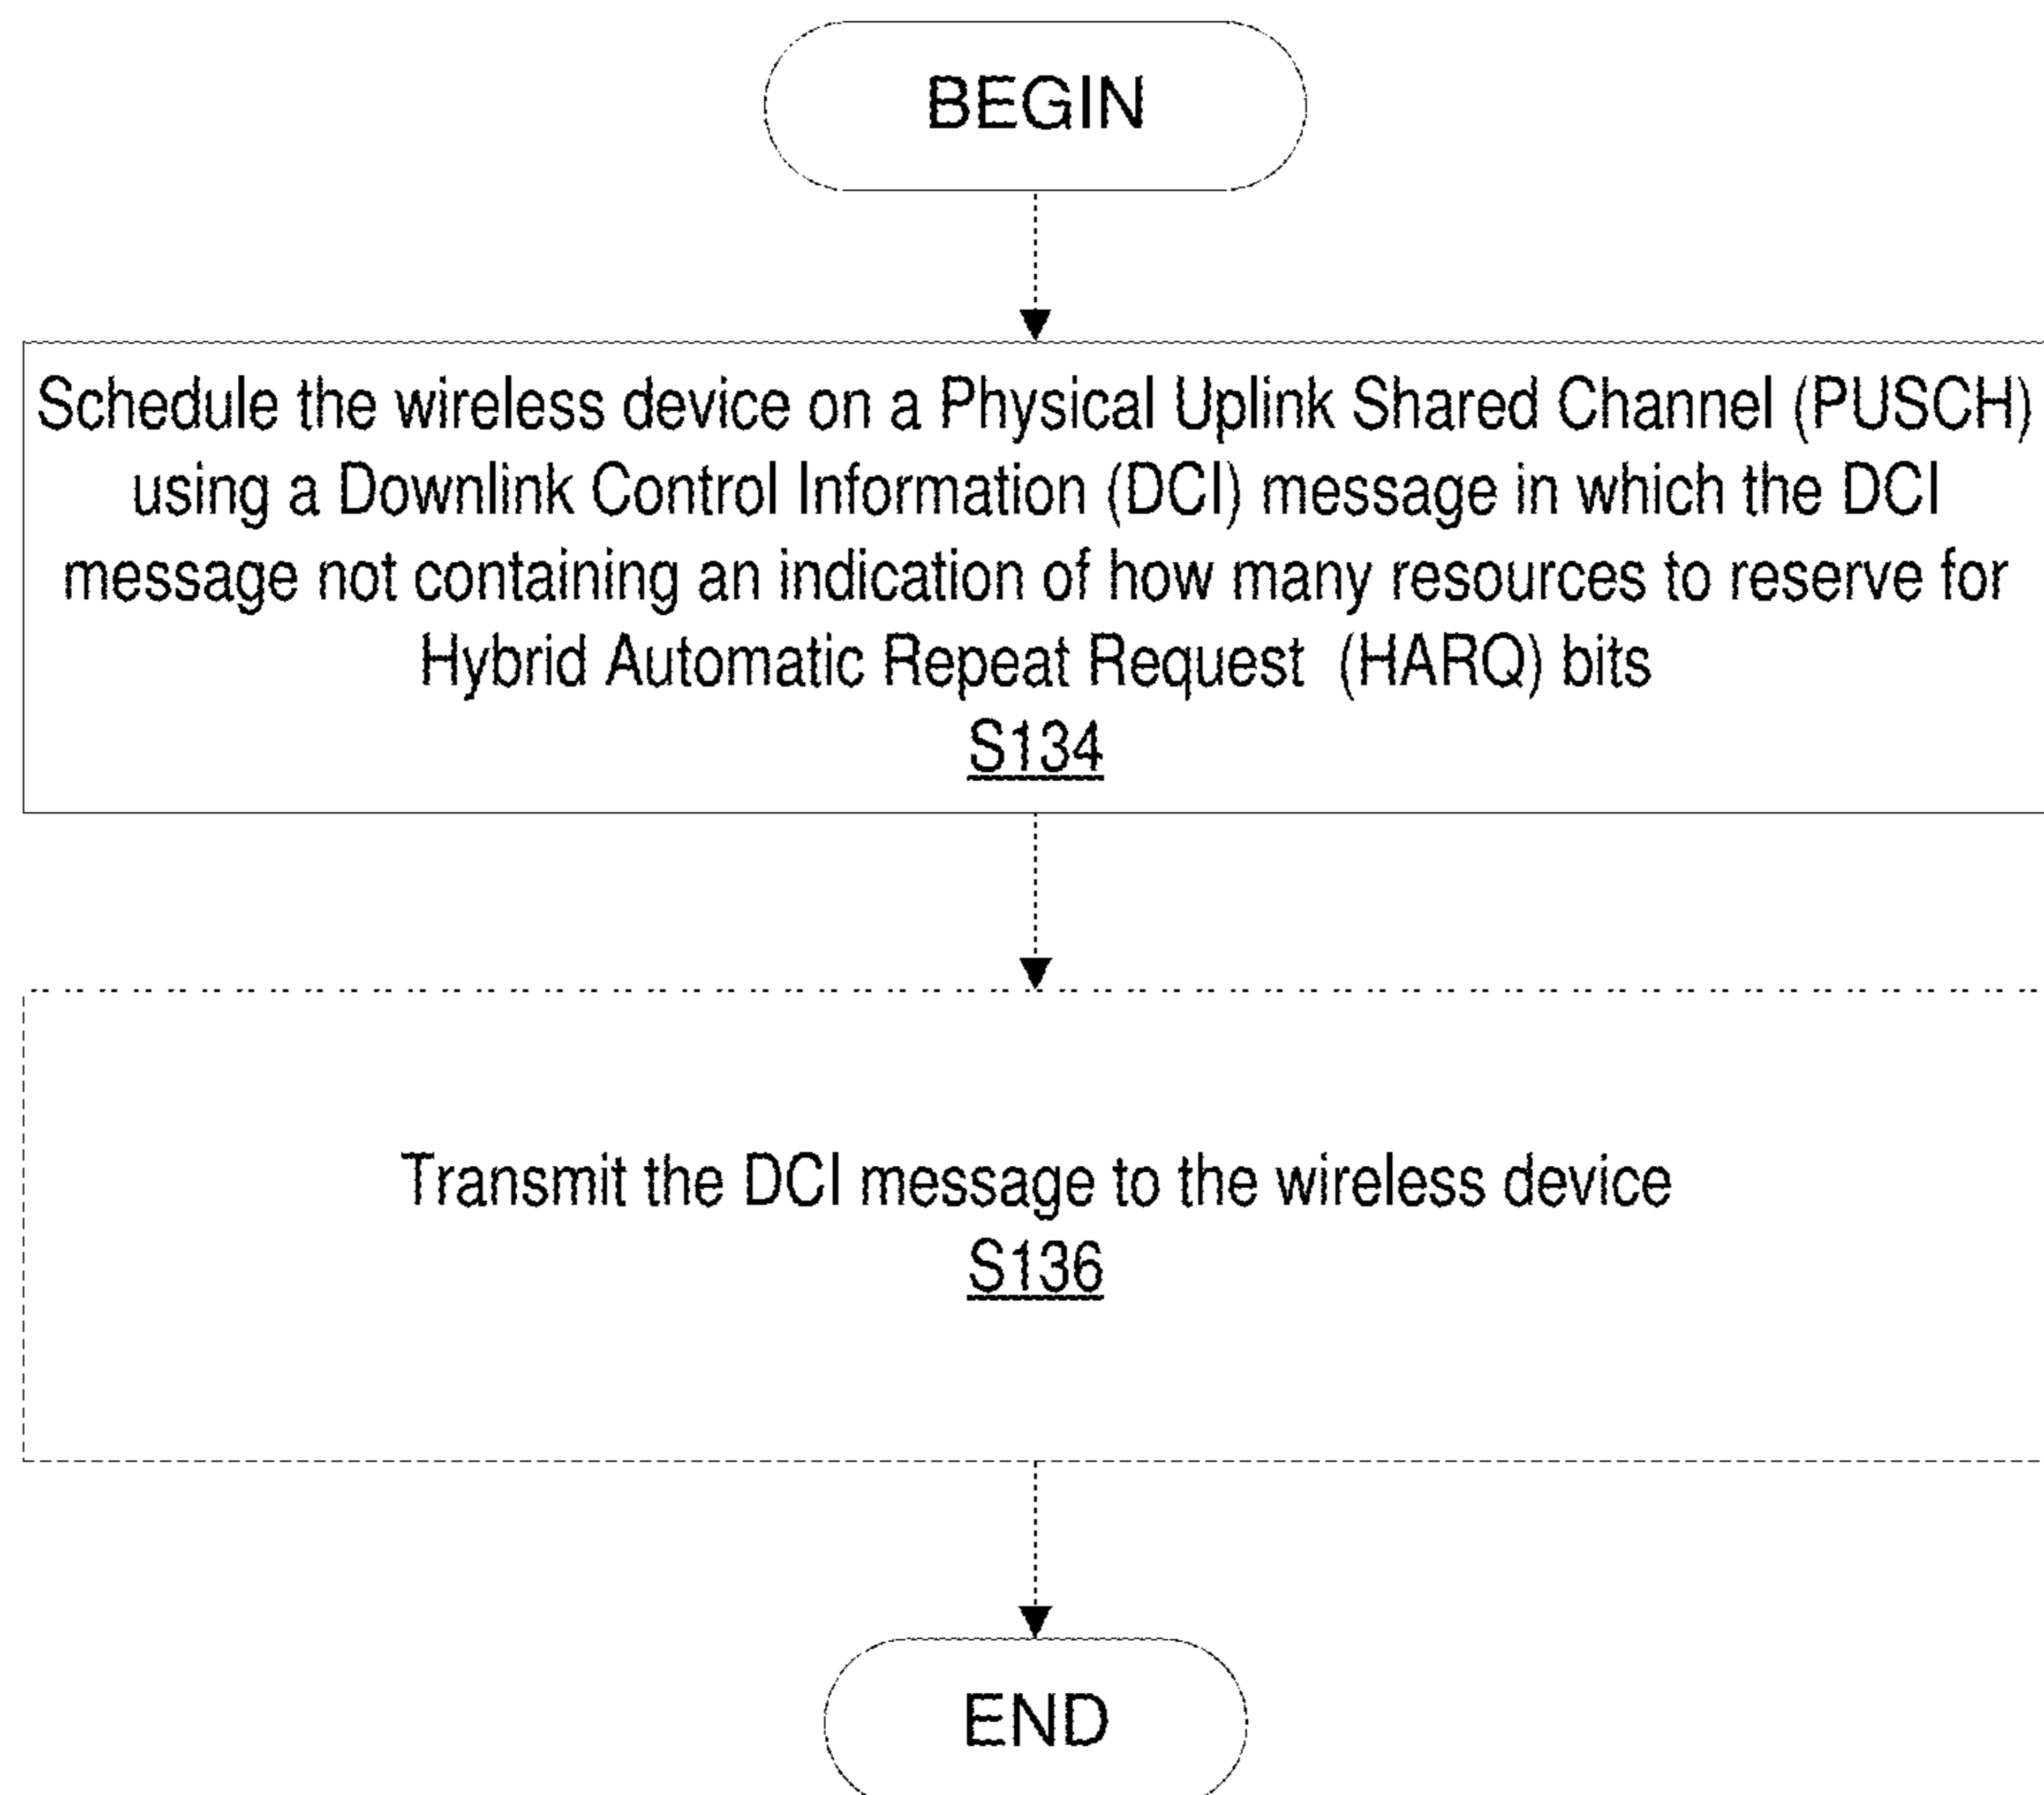 BEGIN
Schedule the wireless device on a Physical Uplink Shared Channel (PUSCH)
using a Downlink Control Information (DCI) message in which the DCI
message not containing an indication of how many resources to reserve for
Hybrid Automatic Repeat Request (HARQ) bits
S134
Transmit the DCI message to the wireless device
S136
END